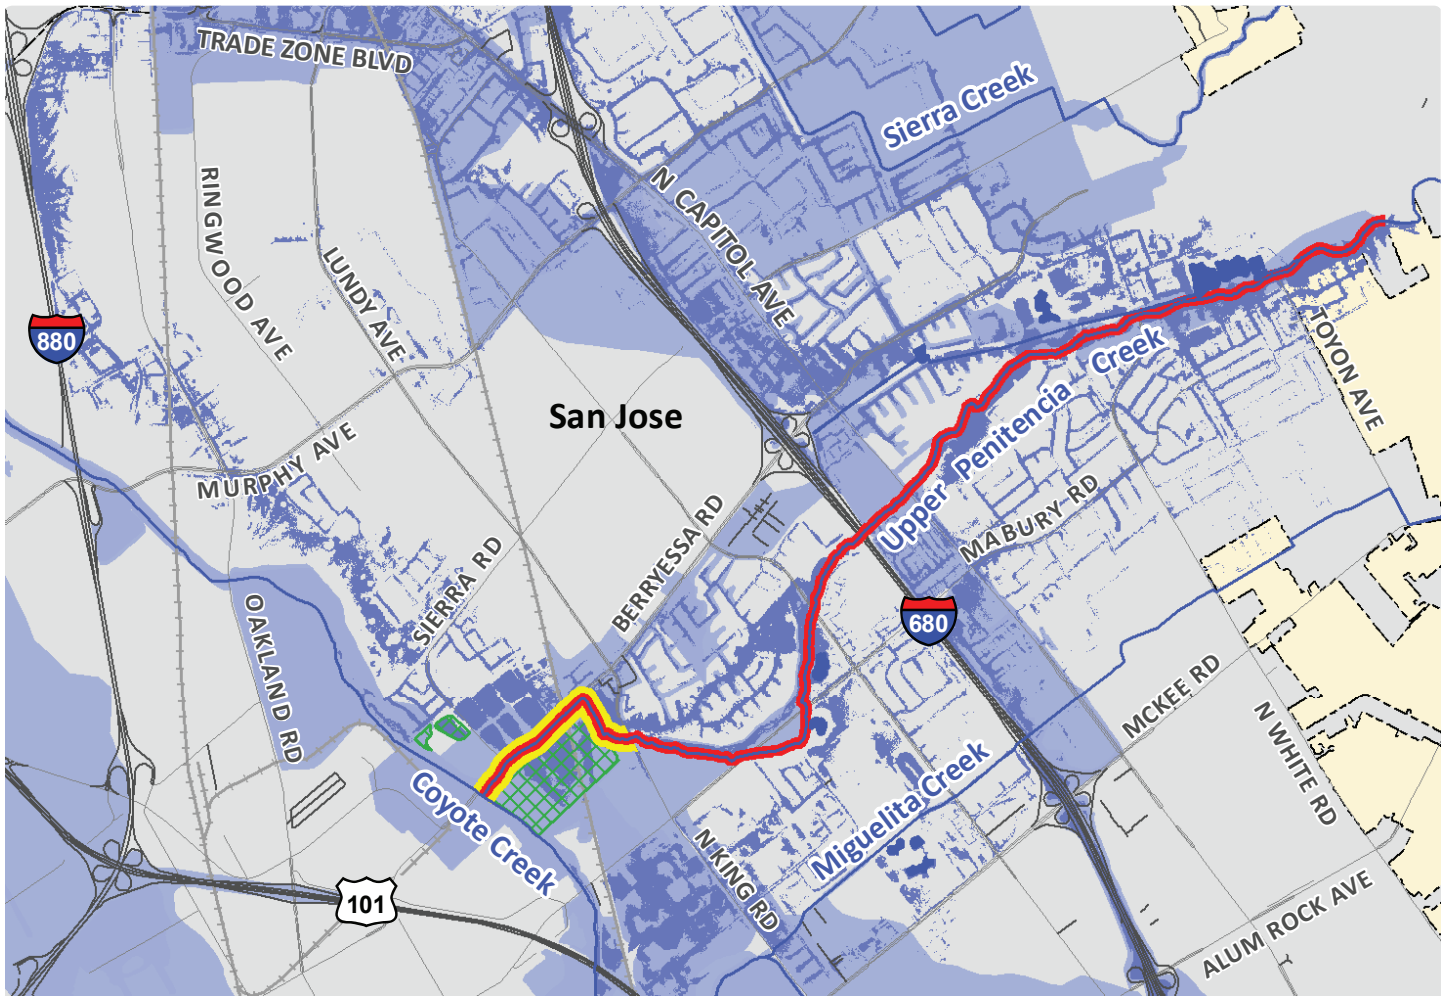 TRADE ZONE BLVD
Sierra Creek
RINGWOOD AVE
N CAPITOL AVE
LUNDY AVE
880
TOYON AVE
Upper Penitencia Creek
San Jose
MURPHY AVE
MABURY RD
BERRYESSA RD
SIERRA RD
OAKLAND RD
680
MCKEE RD
N WHITE RD
Coyote Creek
Miguelita Creek
N KING RD
101
ALUM ROCK AVE